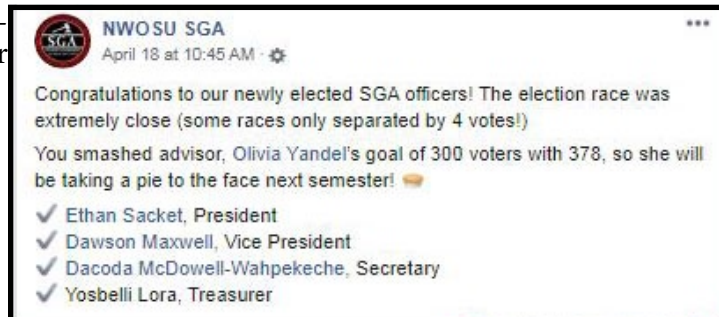 -
r
SGA
NWOSU SGA
April 18 at 10:45 AM ·
Congratulations to our newly elected SGA officers! The election race was
extremely close (some races only separated by 4 votes!)
You smashed advisor, Olivia Yandel's goal of 300 voters with 378, so she will
be taking a pie to the face next semester!
Ethan Sacket, President
Dawson Maxwell, Vice President
Dacoda McDowell-Wahpekeche, Secretary
Yosbelli Lora, Treasurer